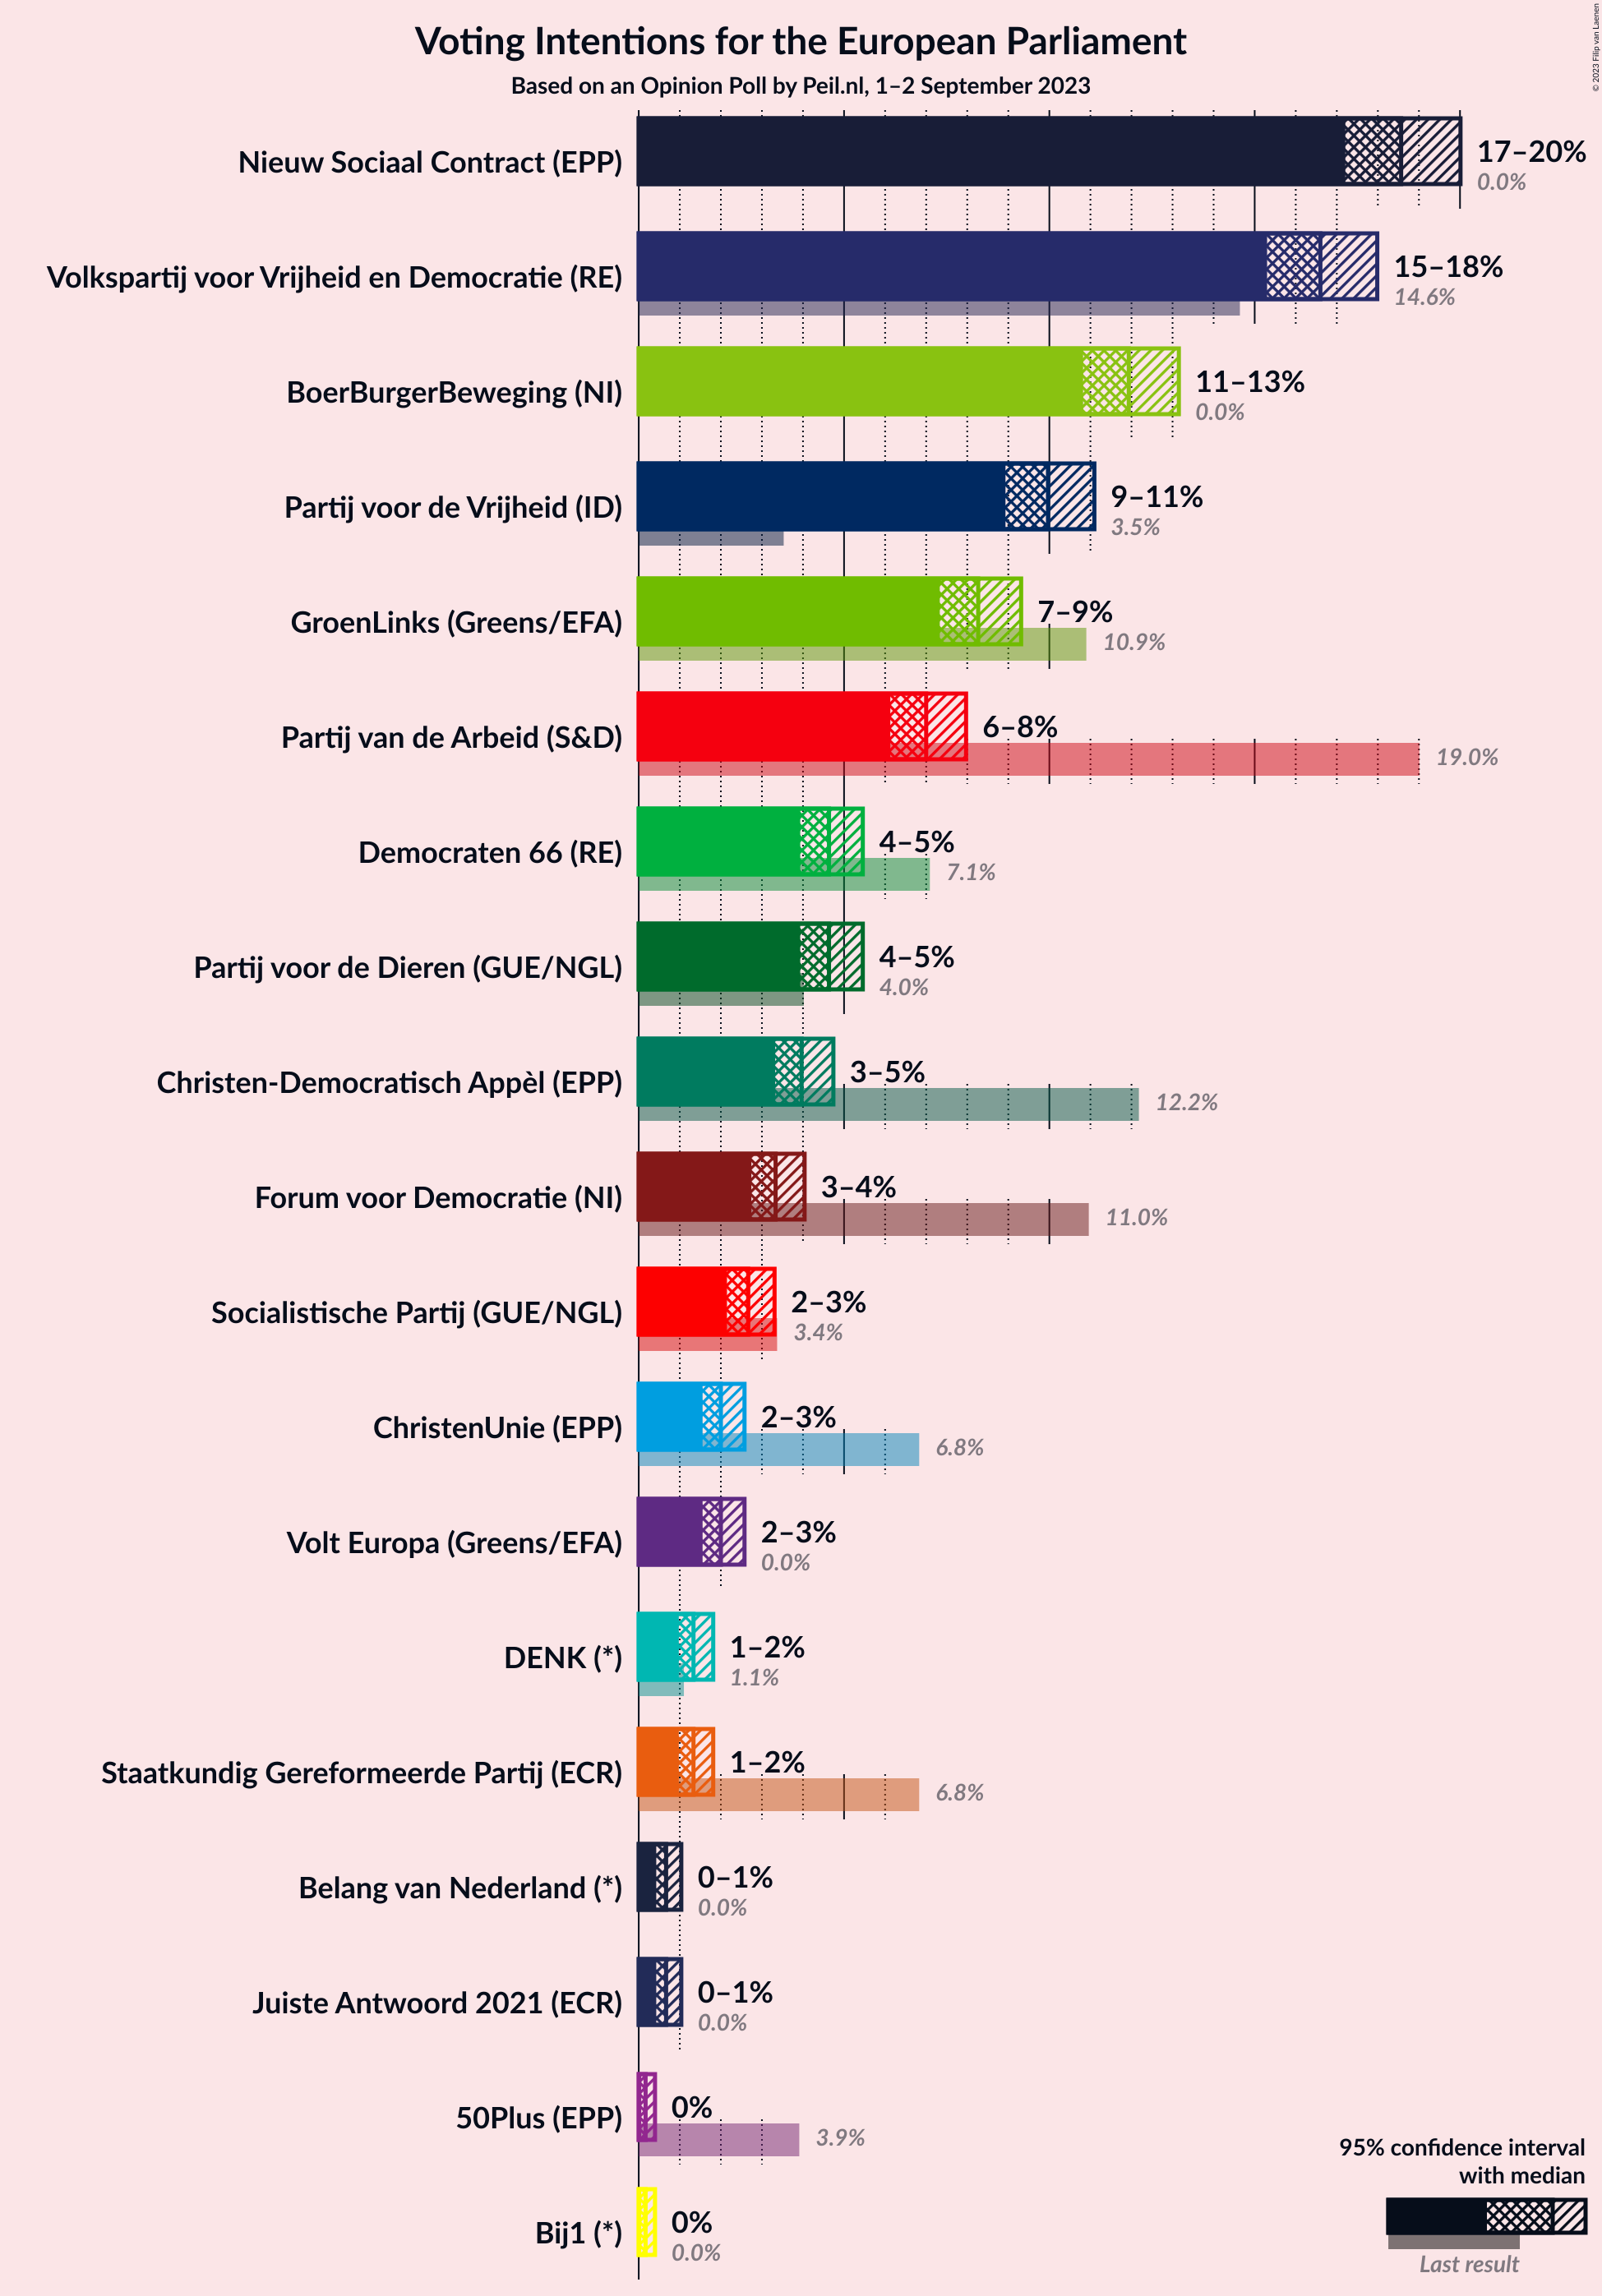 Voting Intentions for the European Parliament
Based on an Opinion Poll by Peil.nl, 1–2 September 2023
© 2023 Filip van Laenen
Nieuw Sociaal Contract (EPP)
17–20%
0.0%
Volkspartij voor Vrijheid en Democratie (RE)
15–18%
14.6%
BoerBurgerBeweging (NI)
11–13%
0.0%
Partij voor de Vrijheid (ID)
9–11%
3.5%
GroenLinks (Greens/EFA)
7–9%
10.9%
Partij van de Arbeid (S&D)
6–8%
19.0%
Democraten 66 (RE)
4–5%
7.1%
Partij voor de Dieren (GUE/NGL)
4–5%
4.0%
Christen-Democratisch Appèl (EPP)
3–5%
12.2%
Forum voor Democratie (NI)
3–4%
11.0%
Socialistische Partij (GUE/NGL)
2–3%
3.4%
ChristenUnie (EPP)
2–3%
6.8%
Volt Europa (Greens/EFA)
2–3%
0.0%
DENK (*)
1–2%
1.1%
Staatkundig Gereformeerde Partij (ECR)
1–2%
6.8%
Belang van Nederland (*)
0–1%
0.0%
Juiste Antwoord 2021 (ECR)
0–1%
0.0%
50Plus (EPP)
0%
3.9%
Bij1 (*)
0%
0.0%
95% confidence interval
with median
Last result